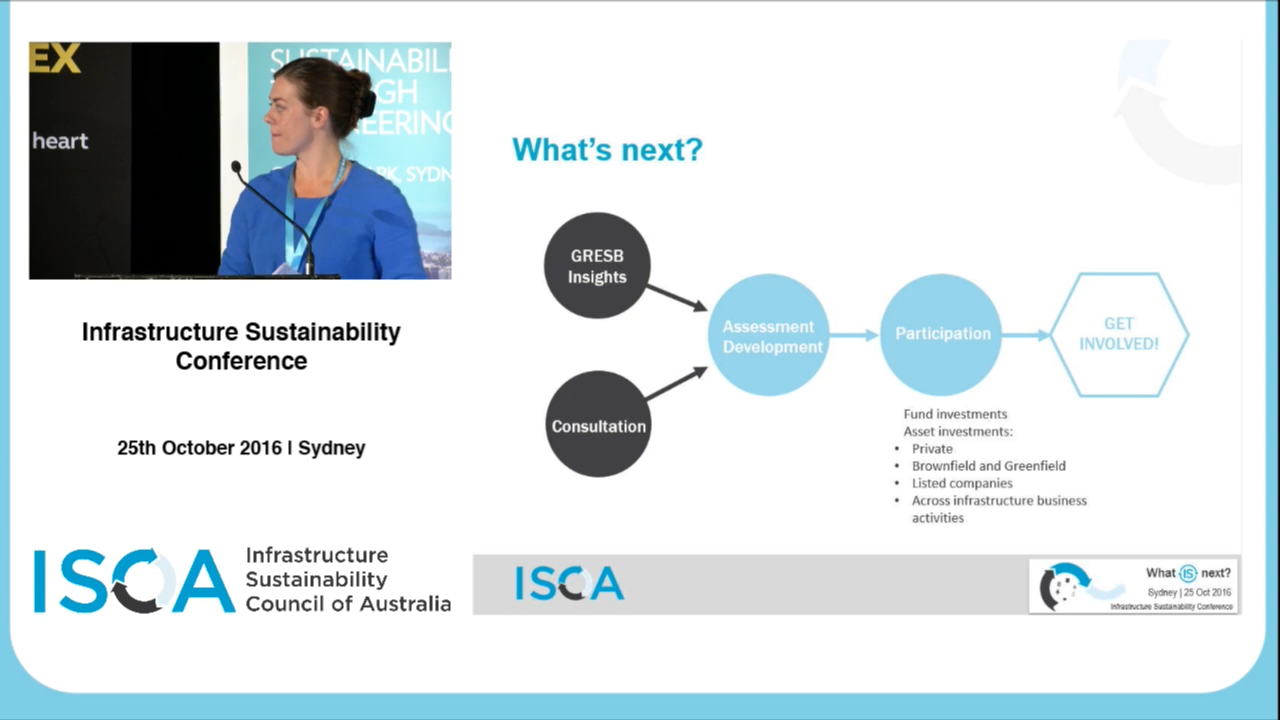 EX
heart
SUSTAINABIL
GH
EERING
RK, SYDN
Infrastructure Sustainability
Conference
25th October 2016 | Sydney
ISCA
Infrastructure
Sustainability
Council of Australia
What's next?
GRESB
Insights
Consultation
Assessment
Development
Participation
GET
INVOLVED!
Fund investments
Asset investments:
• Private
• Brownfield and Greenfield
• Listed companies
• Across infrastructure business
activities
ISCA
What IS next?
Sydney | 25 Oct 2016
Infrastructure Sustainability Conference